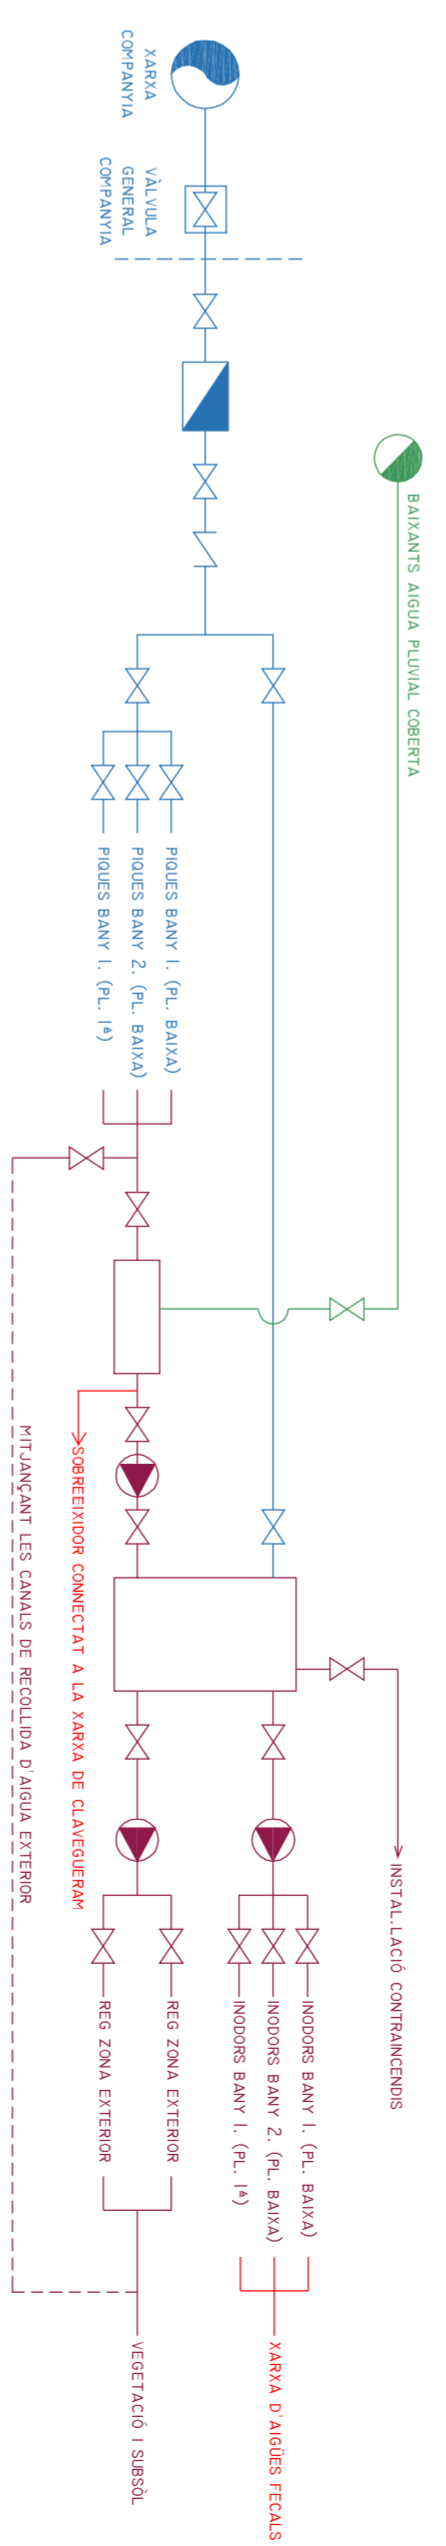 XARXA
COMPANYIA
VÀLVULA
GENERAL
COMPANYIA
BAIXANTS AIGUA PLUVIAL COBERTA
PIQUES BANY 1. (PL. BAIXA)
PIQUES BANY 2. (PL. BAIXA)
PIQUES BANY 1. (PL. 1ª)
SOBREEIXIDOR CONNECTAT A LA XARXA DE CLAVEGUERAM
MITJANÇANT LES CANALS DE RECOLLIDA D'AIGUA EXTERIOR
INSTAL.LACIÓ CONTRAINCENDIS
INODORS BANY 1. (PL. BAIXA)
INODORS BANY 2. (PL. BAIXA)
INODORS BANY 1. (PL. 1ª)
REG ZONA EXTERIOR
REG ZONA EXTERIOR
XARXA D'AIGÜES FECALS
VEGETACIÓ I SUBSÒL